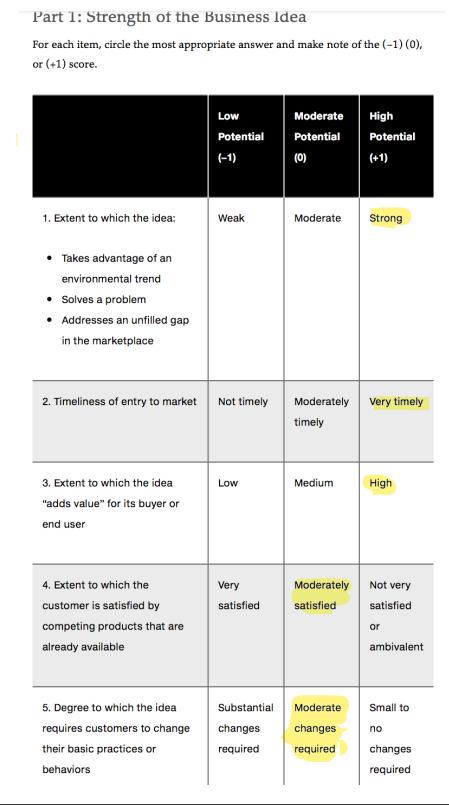 Part 1: Strength of the Business Idea
For each item, circle the most appropriate answer and make note of the (−1) (0),
or (+1) score.
Low Potential (−1)
Moderate Potential (0)
High Potential (+1)
1. Extent to which the idea:
• Takes advantage of an
environmental trend
• Solves a problem
• Addresses an unfilled gap
in the marketplace
Weak
Moderate
Strong
2. Timeliness of entry to market
Not timely
Moderately
timely
Very timely
3. Extent to which the idea
“adds value” for its buyer or
end user
Low
Medium
High
4. Extent to which the
customer is satisfied by
competing products that are
already available
Very
satisfied
Moderately
satisfied
Not very
satisfied
or
ambivalent
5. Degree to which the idea
requires customers to change
their basic practices or
behaviors
Substantial
changes
required
Moderate
changes
required
Small to
no
changes
required